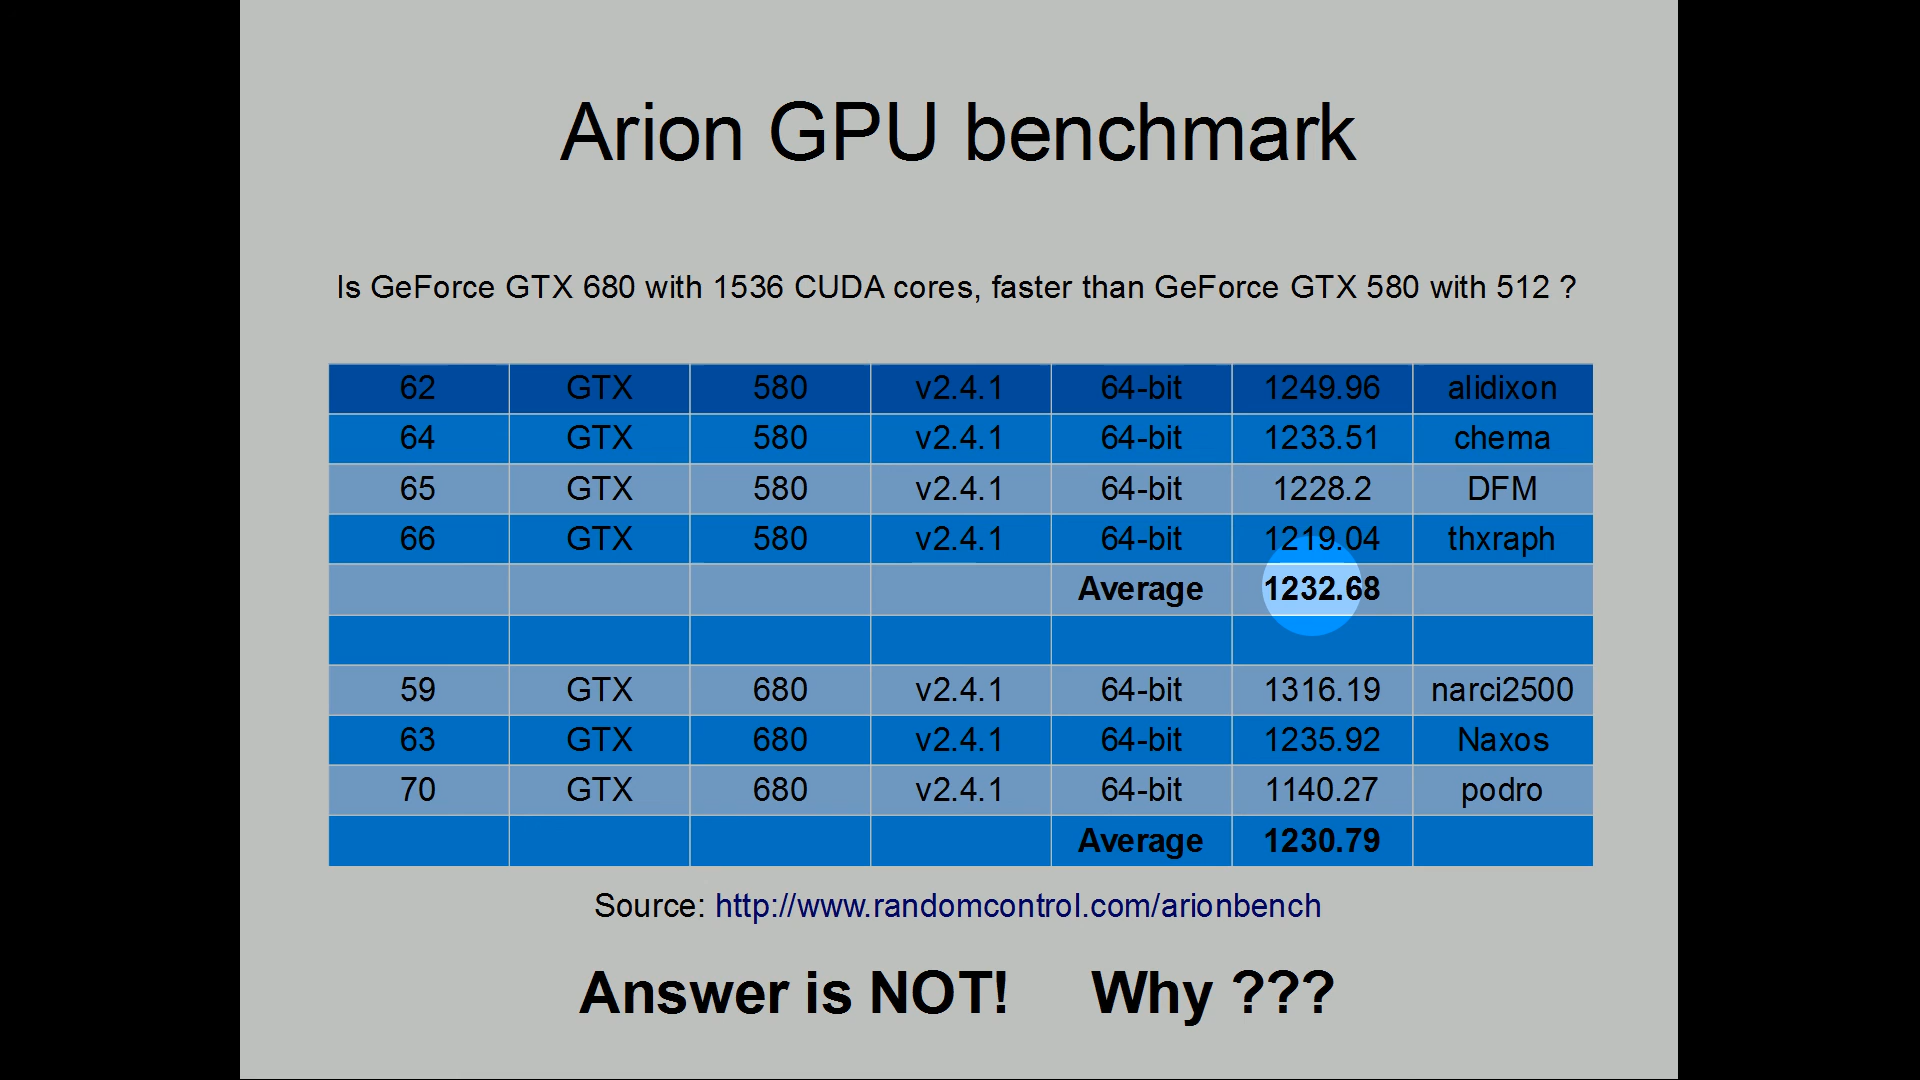 Arion GPU benchmark
Is GeForce GTX 680 with 1536 CUDA cores, faster than GeForce GTX 580 with 512 ?
62 GTX 580 v2.4.1 64-bit 1249.96 alidixon
64 GTX 580 v2.4.1 64-bit 1233.51 chema
65 GTX 580 v2.4.1 64-bit 1228.2 DFM
66 GTX 580 v2.4.1 64-bit 1219.04 thxraph
Average 1232.68
59 GTX 680 v2.4.1 64-bit 1316.19 narci2500
63 GTX 680 v2.4.1 64-bit 1235.92 Naxos
70 GTX 680 v2.4.1 64-bit 1140.27 podro
Average 1230.79
Source: http://www.randomcontrol.com/arionbench
Answer is NOT! Why ???